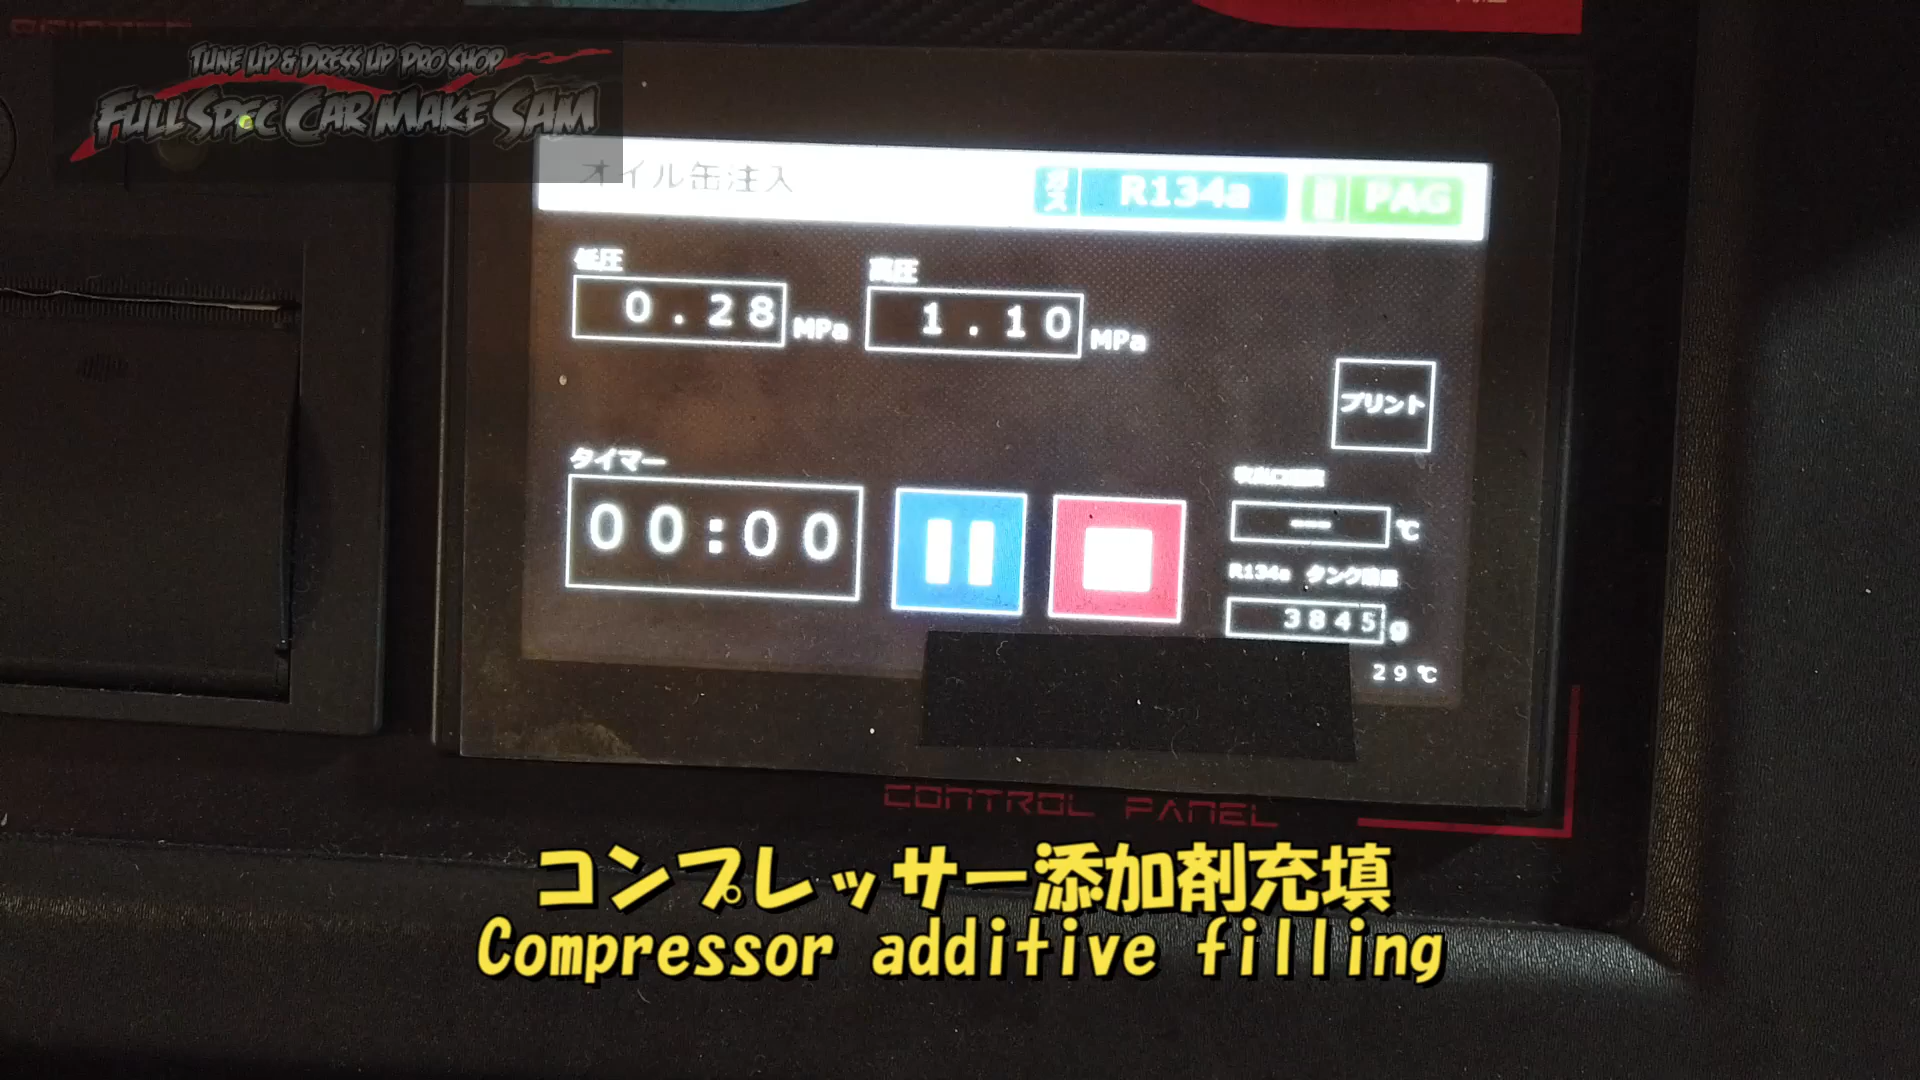 TUNE UP & DRESS UP PRO SHOP
FULL SPEC CAR MAKE SAM
オイル缶注入
ガス R134a PAG
低圧 高圧
0.28 MPa 1.10 MPa
プリント
タイマー
00:00
--- ℃
R134a タンク残量
3845 g
29℃
CONTROL PANEL
コンプレッサー添加剤充填
Compressor additive filling